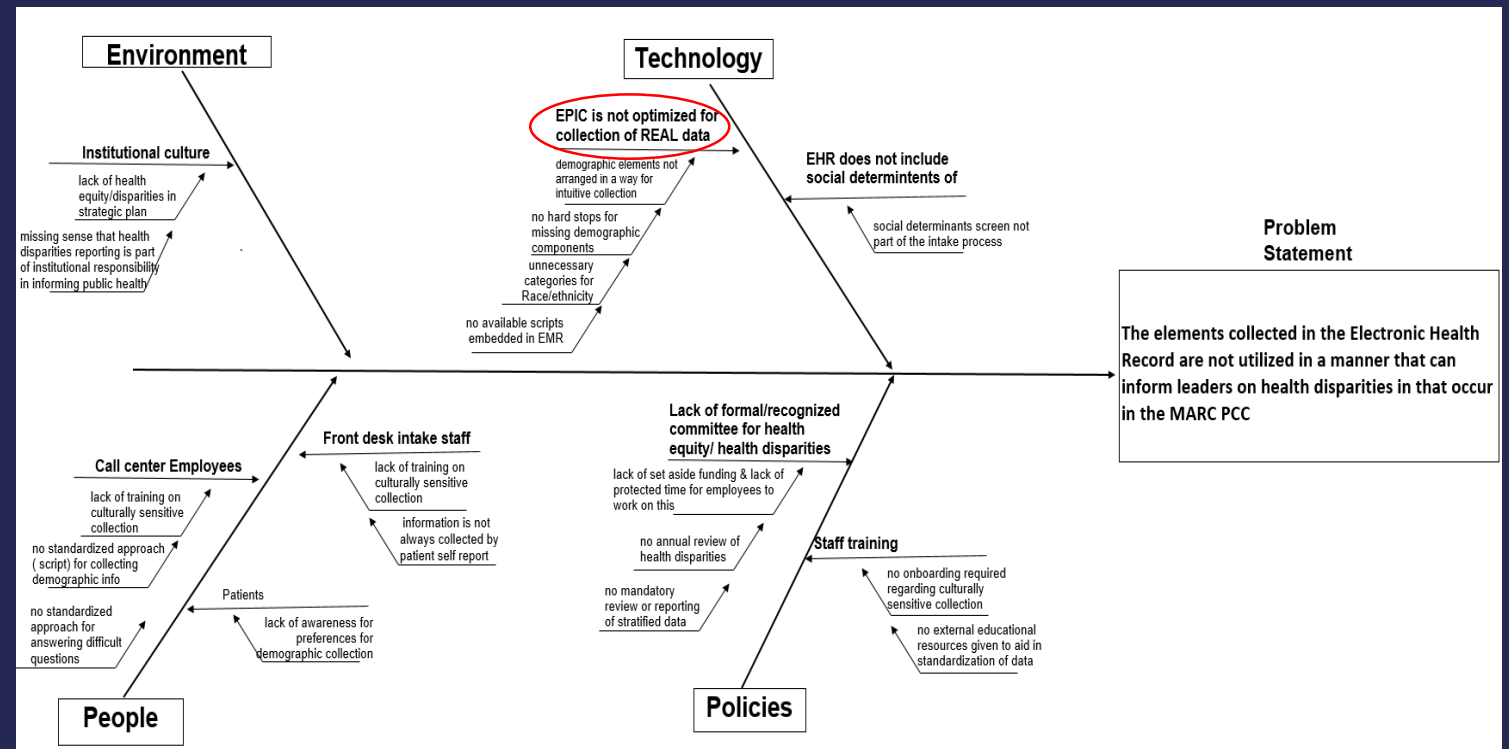 Environment
Institutional culture
lack of health
equity/disparities in
strategic plan
missing sense that health
disparities reporting is part
of institutional responsibility
in informing public health
Technology
EPIC is not optimized for
collection of REAL data
demographic elements not
arranged in a way for
intuitive collection
no hard stops for
missing demographic
components
unnecessary
categories for
Race/ethnicity
no available scripts
embedded in EMR
EHR does not include
social determintents of
social determinants screen not
part of the intake process
Problem
Statement
The elements collected in the Electronic Health
Record are not utilized in a manner that can
inform leaders on health disparities in that occur
in the MARC PCC
Call center Employees
lack of training on
culturally sensitive
collection
no standardized approach
( script) for collecting
demographic info
no standardized
approach for
answering difficult
questions
Front desk intake staff
lack of training on
culturally sensitive
collection
information is not
always collected by
patient self report
Patients
lack of awareness for
preferences for
demographic collection
People
Lack of formal/recognized
committee for health
equity/ health disparities
lack of set aside funding & lack of
protected time for employees to
work on this
no annual review of
health disparities
no mandatory
review or reporting
of stratified data
Staff training
no onboarding required
regarding culturally
sensitive collection
no external educational
resources given to aid in
standardization of data
Policies